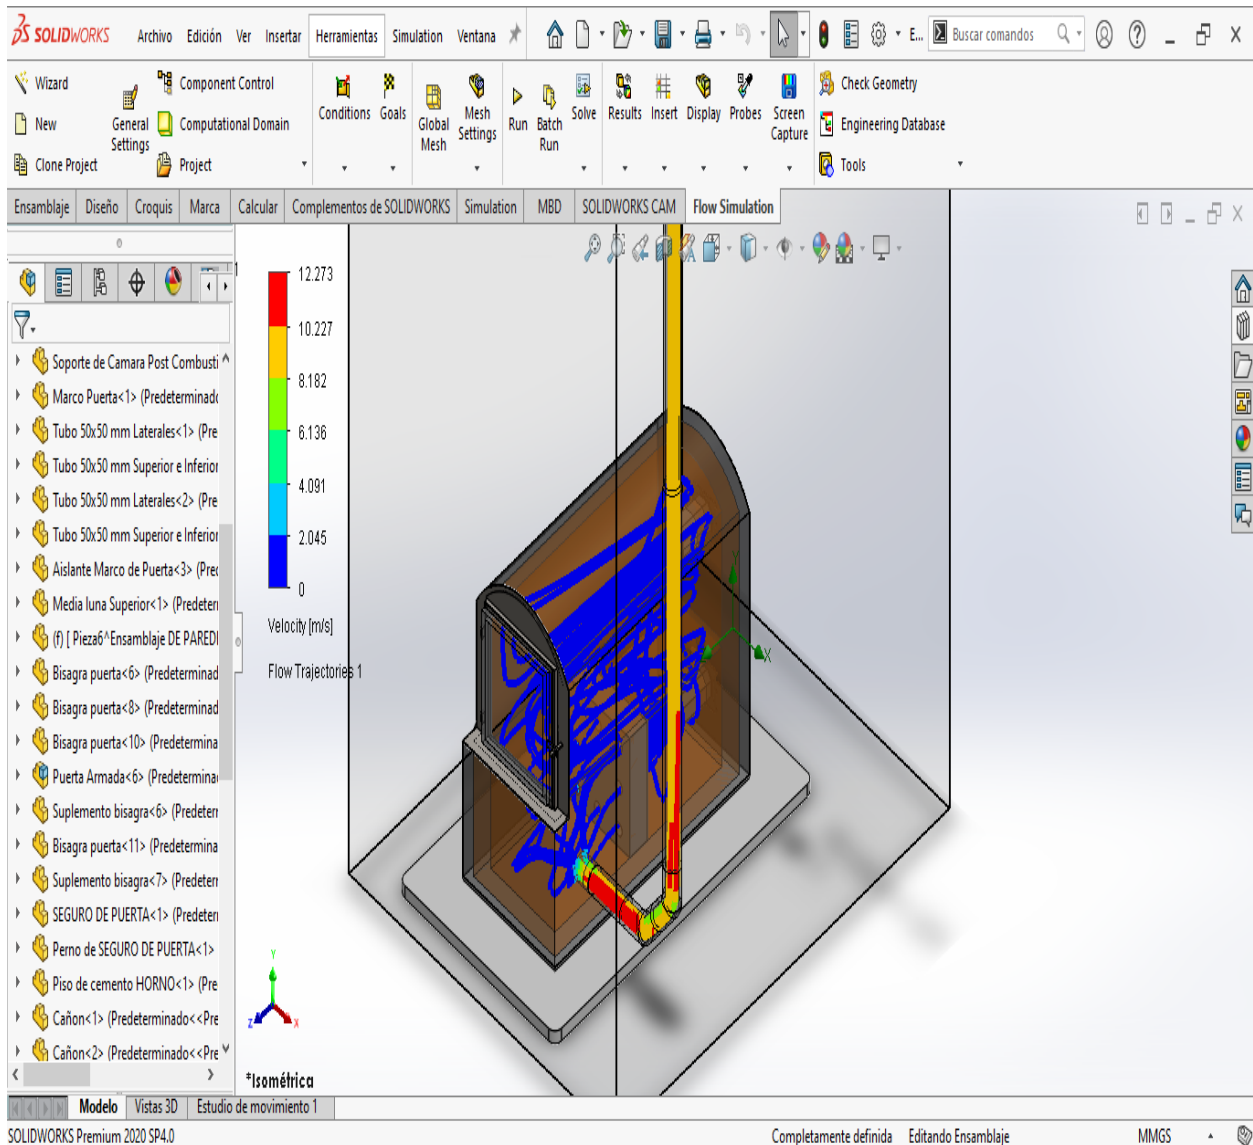 SOLIDWORKS Archivo Edición Ver Insertar Herramientas Simulation Ventana E... Buscar comandos
Wizard
New
Clone Project
General Settings
Component Control
Computational Domain
Project
Conditions
Goals
Global Mesh
Mesh Settings
Run
Batch Run
Solve
Results
Insert
Display
Probes
Screen Capture
Check Geometry
Engineering Database
Tools
Ensamblaje Diseño Croquis Marca Calcular Complementos de SOLIDWORKS Simulation MBD SOLIDWORKS CAM Flow Simulation
Soporte de Camara Post Combusti
Marco Puerta<1> (Predeterminado
Tubo 50x50 mm Laterales<1> (Pre
Tubo 50x50 mm Superior e Inferior
Tubo 50x50 mm Laterales<2> (Pre
Tubo 50x50 mm Superior e Inferior
Aislante Marco de Puerta<3> (Prec
Media luna Superior<1> (Predeter
(f) [ Pieza6^Ensamblaje DE PARED
Bisagra puerta<6> (Predeterminad
Bisagra puerta<8> (Predeterminad
Bisagra puerta<10> (Predetermina
Puerta Armada<6> (Predetermina
Suplemento bisagra<6> (Predeter
Bisagra puerta<11> (Predetermina
Suplemento bisagra<7> (Predeter
SEGURO DE PUERTA<1> (Predeter
Perno de SEGURO DE PUERTA<1>
Piso de cemento HORNO<1> (Pre
Cañon<1> (Predeterminado<<Pre
Cañon<2> (Predeterminado<<Pre
12.273
10.227
8.182
6.136
4.091
2.045
0
Velocity [m/s]
Flow Trajectories 1
Y
X
Y
Z
X
*Isométrica
Modelo Vistas 3D Estudio de movimiento 1
SOLIDWORKS Premium 2020 SP4.0 Completamente definida Editando Ensamblaje MMGS